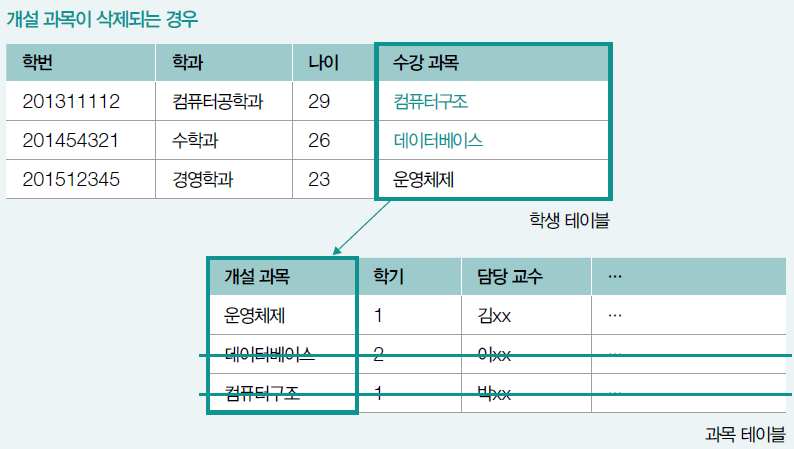 개설 과목이 삭제되는 경우
학번 학과 나이 수강 과목
201311112 컴퓨터공학과 29 컴퓨터구조
201454321 수학과 26 데이터베이스
201512345 경영학과 23 운영체제
학생 테이블
개설 과목 학기 담당 교수 …
운영체제 1 김xx …
데이터베이스 2 이xx …
컴퓨터구조 1 박xx …
과목 테이블